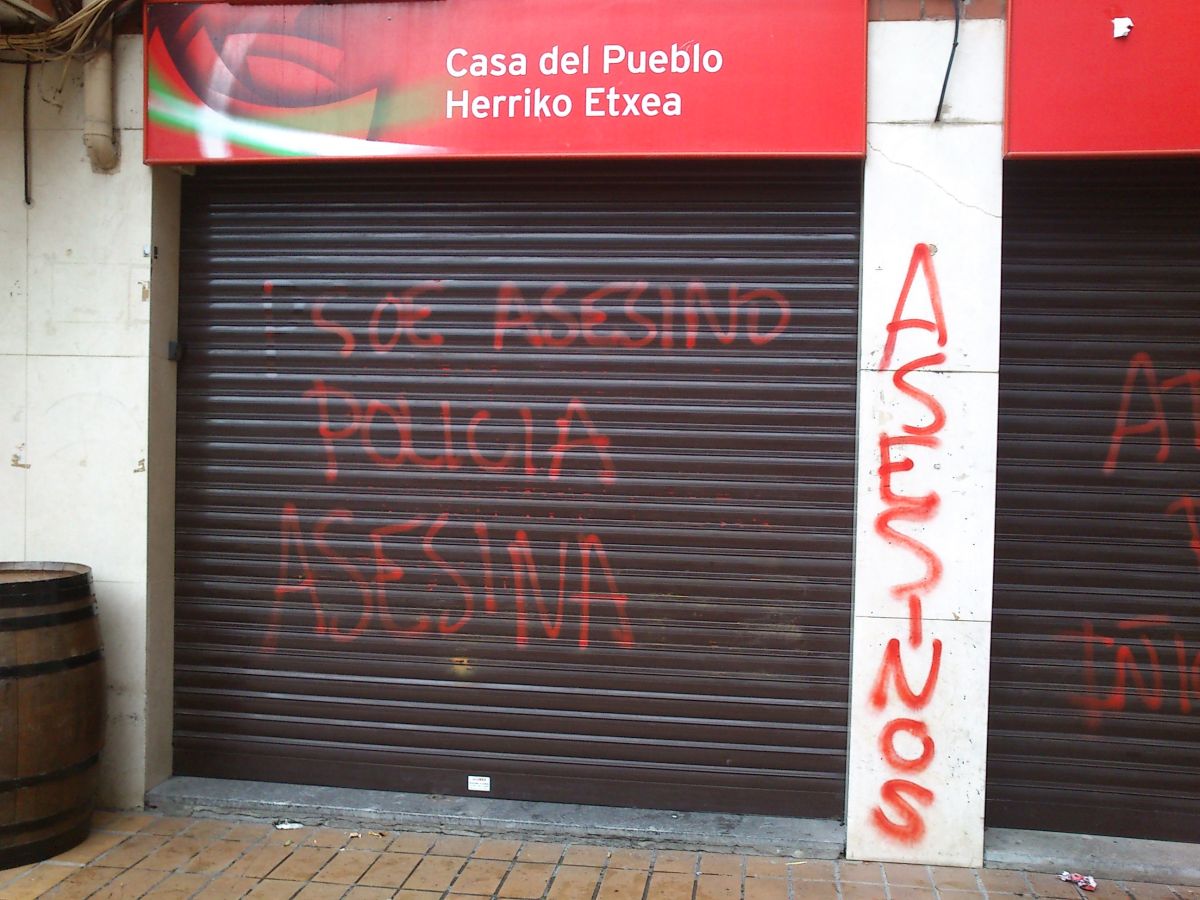 Casa del Pueblo
Herriko Etxea
PSOE ASESINO
POLICIA
ASESINA
ASESINOS